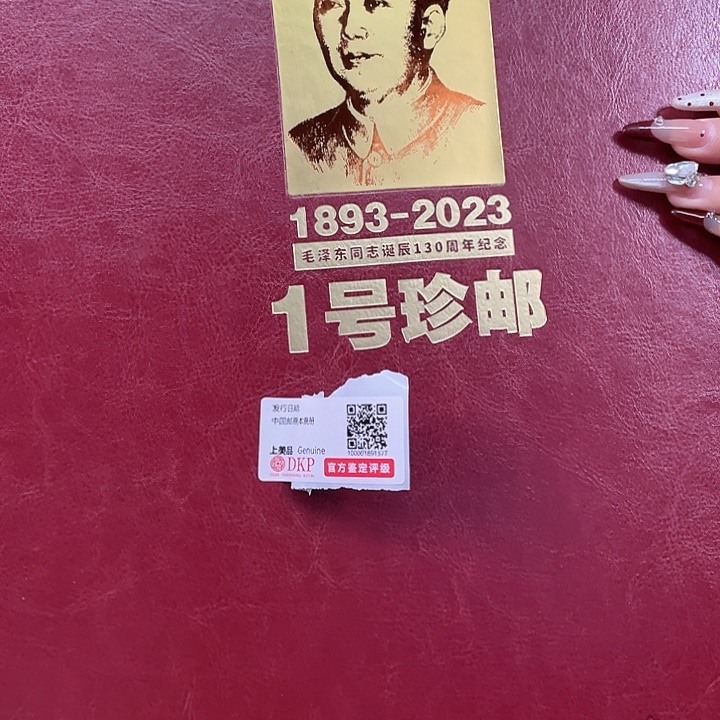 1893-2023
毛泽东同志诞辰130周年纪念
1号珍邮
发行日期
中国邮票本票册
上美品 Genuine
DKP
官方鉴定评级